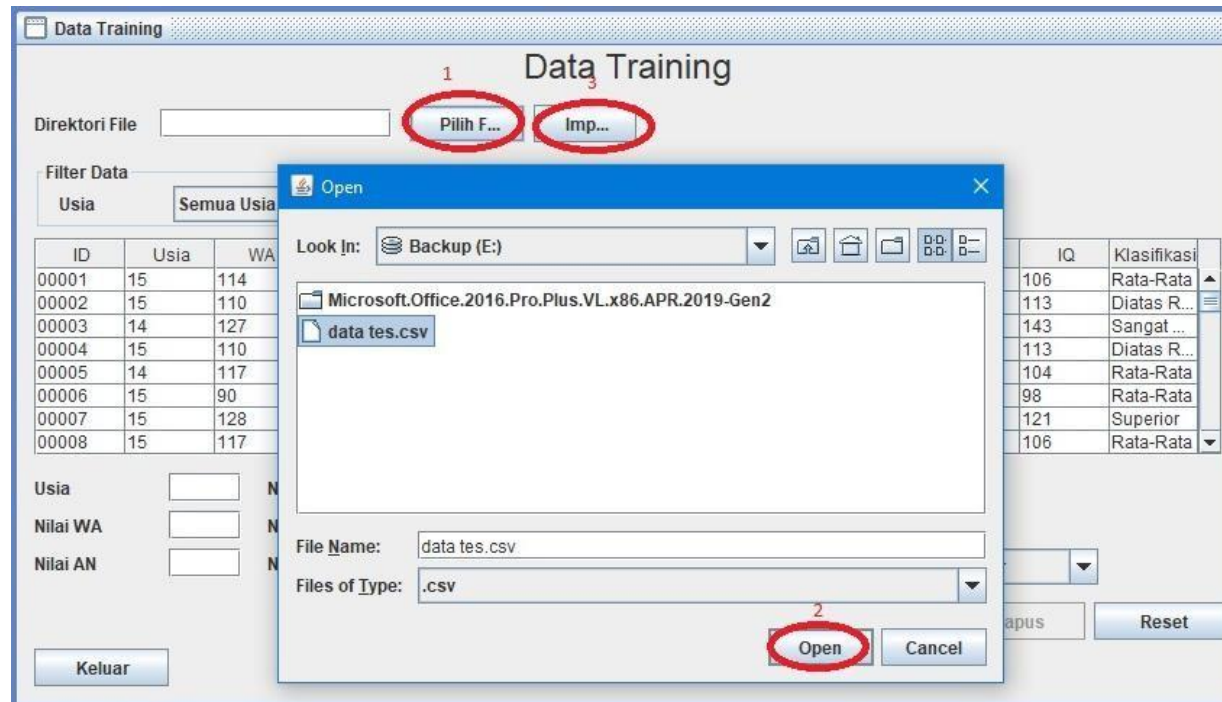 Data Training
Data Training
1
3
Direktori File
Pilih F...
Imp...
Filter Data
Usia
Semua Usia
Open
Look In:
Backup (E:)
Microsoft.Office.2016.Pro.Plus.VL.x86.APR.2019-Gen2
data tes.csv
File Name:
data tes.csv
Files of Type:
.csv
2
Open
Cancel
ID Usia WA IQ Klasifikasi
00001 15 114 106 Rata-Rata
00002 15 110 113 Diatas R...
00003 14 127 143 Sangat ...
00004 15 110 113 Diatas R...
00005 14 117 104 Rata-Rata
00006 15 90 98 Rata-Rata
00007 15 128 121 Superior
00008 15 117 106 Rata-Rata
Usia N
Nilai WA N
Nilai AN N
apus
Reset
Keluar